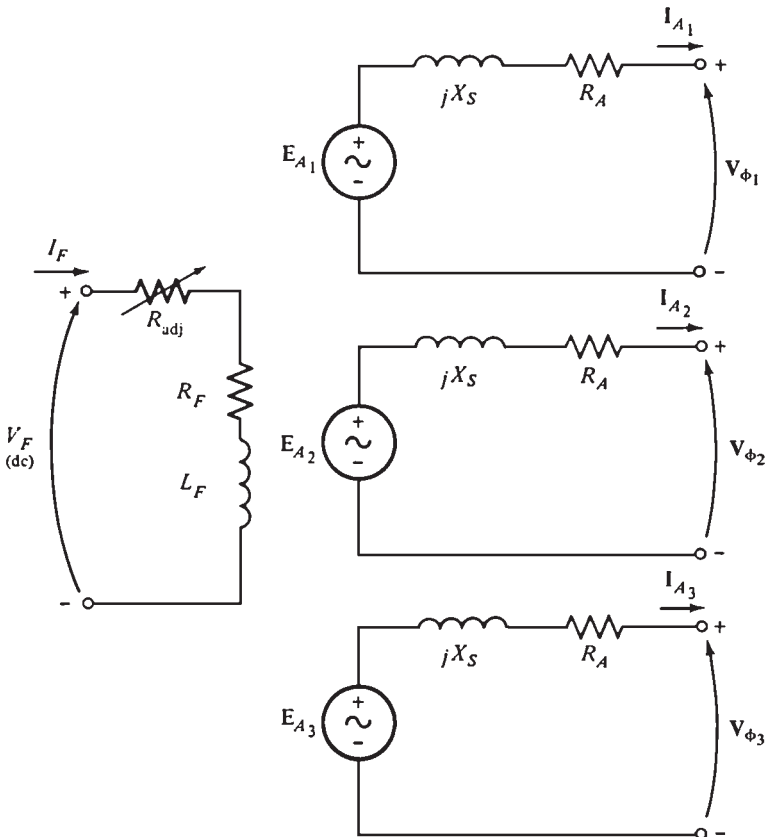 I_A1
jX_S
R_A
+
+
E_A1
~
-
V_ϕ1
-
I_F
+
R_adj
R_F
V_F
(dc)
L_F
-
I_A2
jX_S
R_A
+
+
E_A2
~
-
V_ϕ2
-
I_A3
jX_S
R_A
+
+
E_A3
~
-
V_ϕ3
-